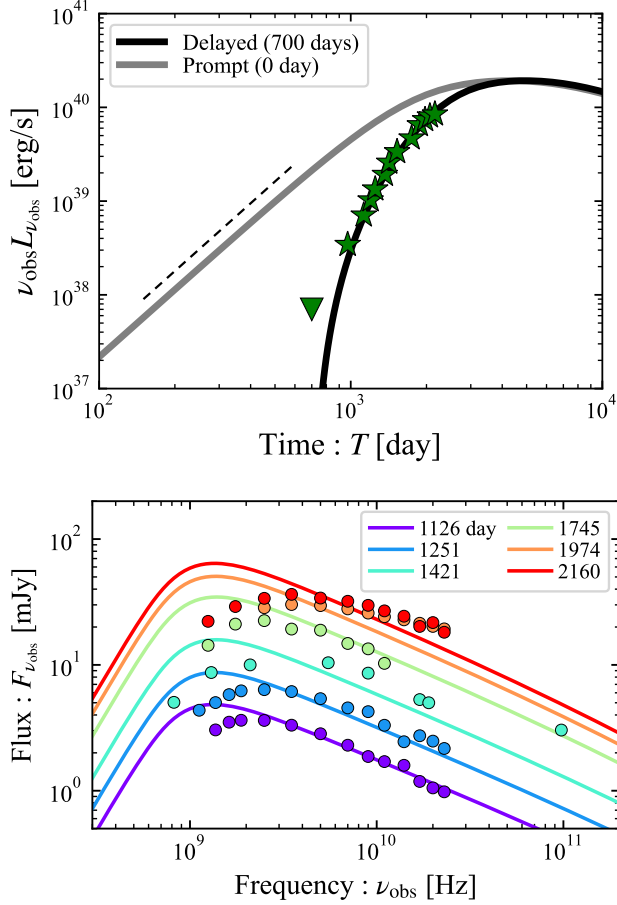 10^41
10^40
10^39
10^38
10^37
ν_obs L_ν_obs [erg/s]
Delayed (700 days)
Prompt (0 day)
10^2 10^3 10^4
Time : T [day]
10^2
10^1
10^0
Flux : F_ν_obs [mJy]
1126 day 1745
1251 1974
1421 2160
10^9 10^10 10^11
Frequency : ν_obs [Hz]